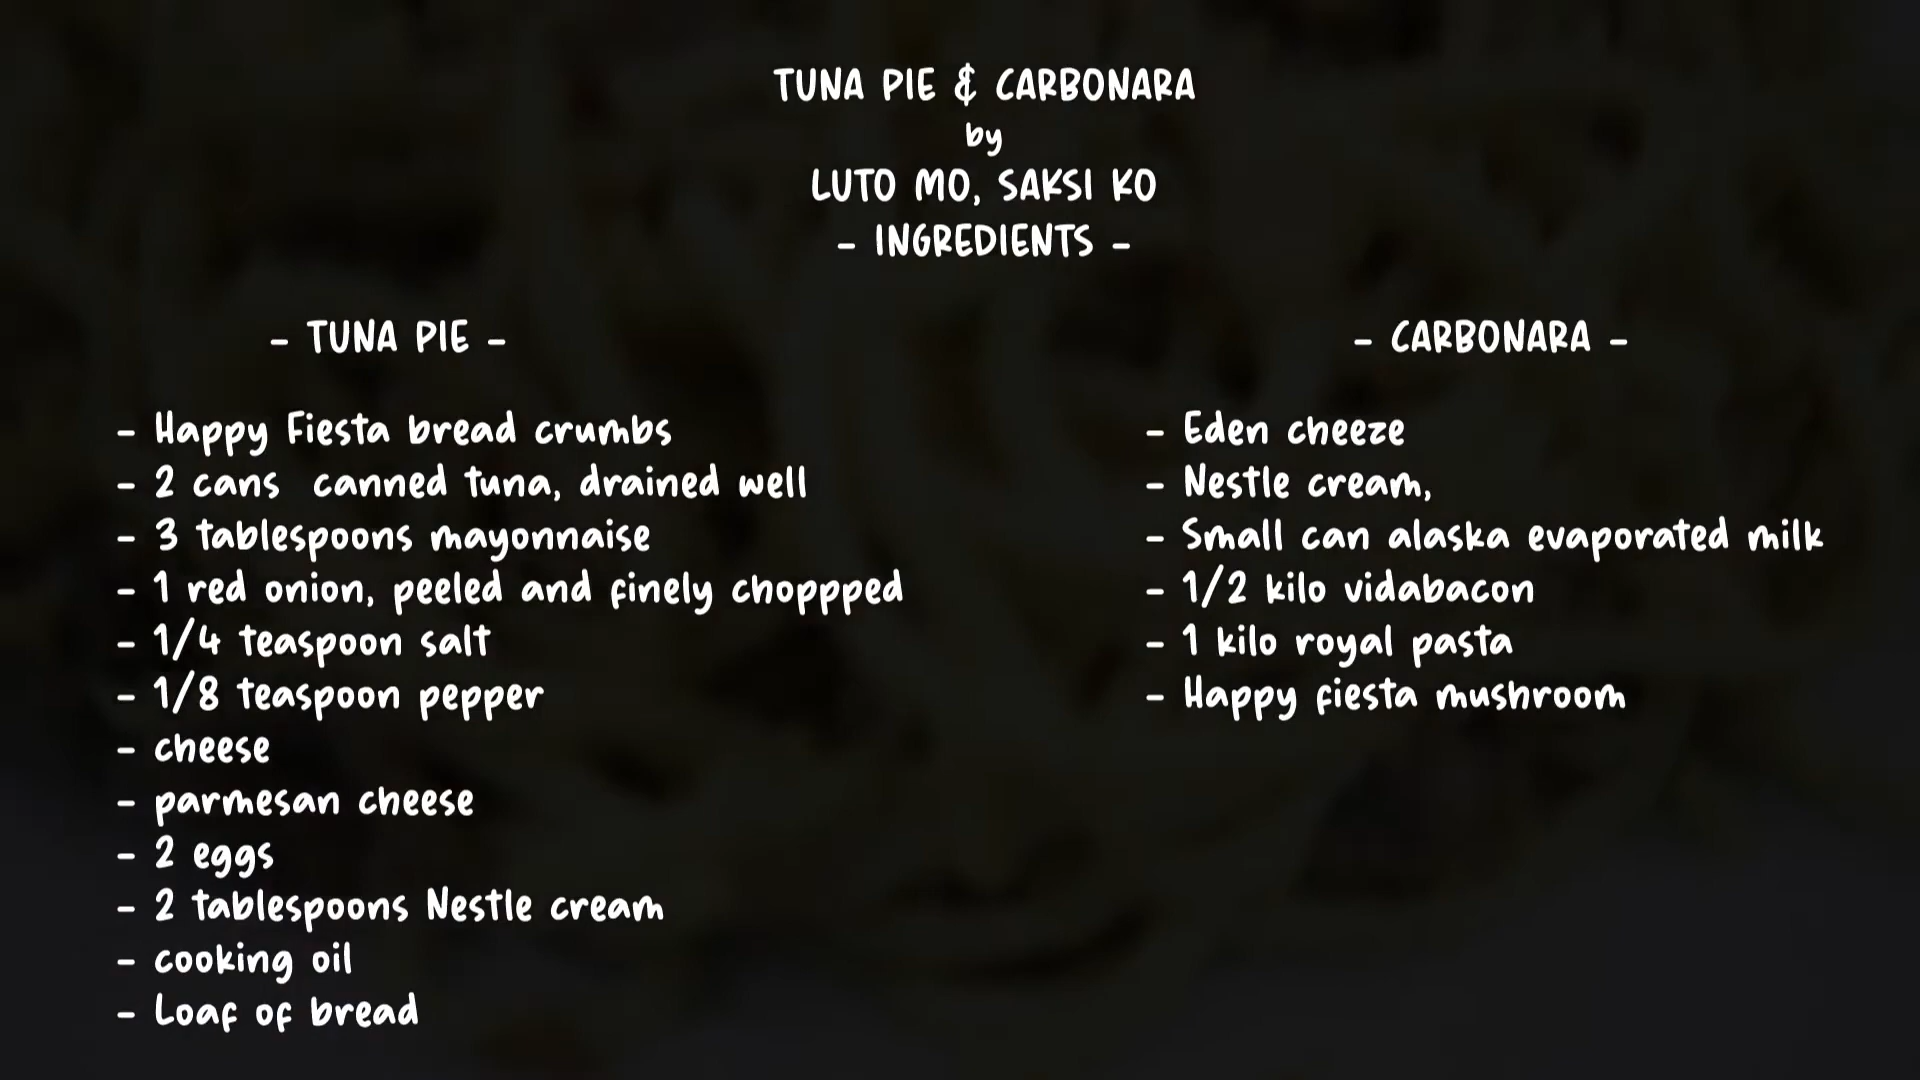 TUNA PIE & CARBONARA
by
LUTO MO, SAKSI KO
- INGREDIENTS -
- TUNA PIE -
- Happy Fiesta bread crumbs
- 2 cans  canned tuna, drained well
- 3 tablespoons mayonnaise
- 1 red onion, peeled and finely choppped
- 1/4 teaspoon salt
- 1/8 teaspoon pepper
- cheese
- parmesan cheese
- 2 eggs
- 2 tablespoons Nestle cream
- cooking oil
- Loaf of bread
- CARBONARA -
- Eden cheeze
- Nestle cream,
- Small can alaska evaporated milk
- 1/2 kilo vidabacon
- 1 kilo royal pasta
- Happy fiesta mushroom